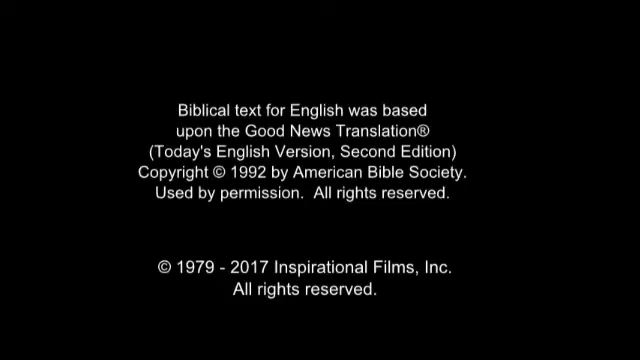 Biblical text for English was based
upon the Good News Translation®
(Today's English Version, Second Edition)
Copyright © 1992 by American Bible Society.
Used by permission.  All rights reserved.
© 1979 - 2017 Inspirational Films, Inc.
All rights reserved.